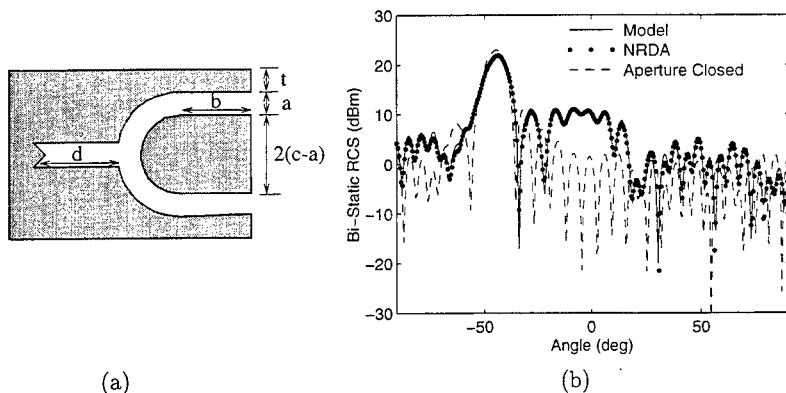 t
a
b
2(c-a)
d
(a)
Model
NRDA
Aperture Closed
Bi-Static RCS (dBm)
30
20
10
0
-10
-20
-30
-50
0
50
Angle (deg)
(b)